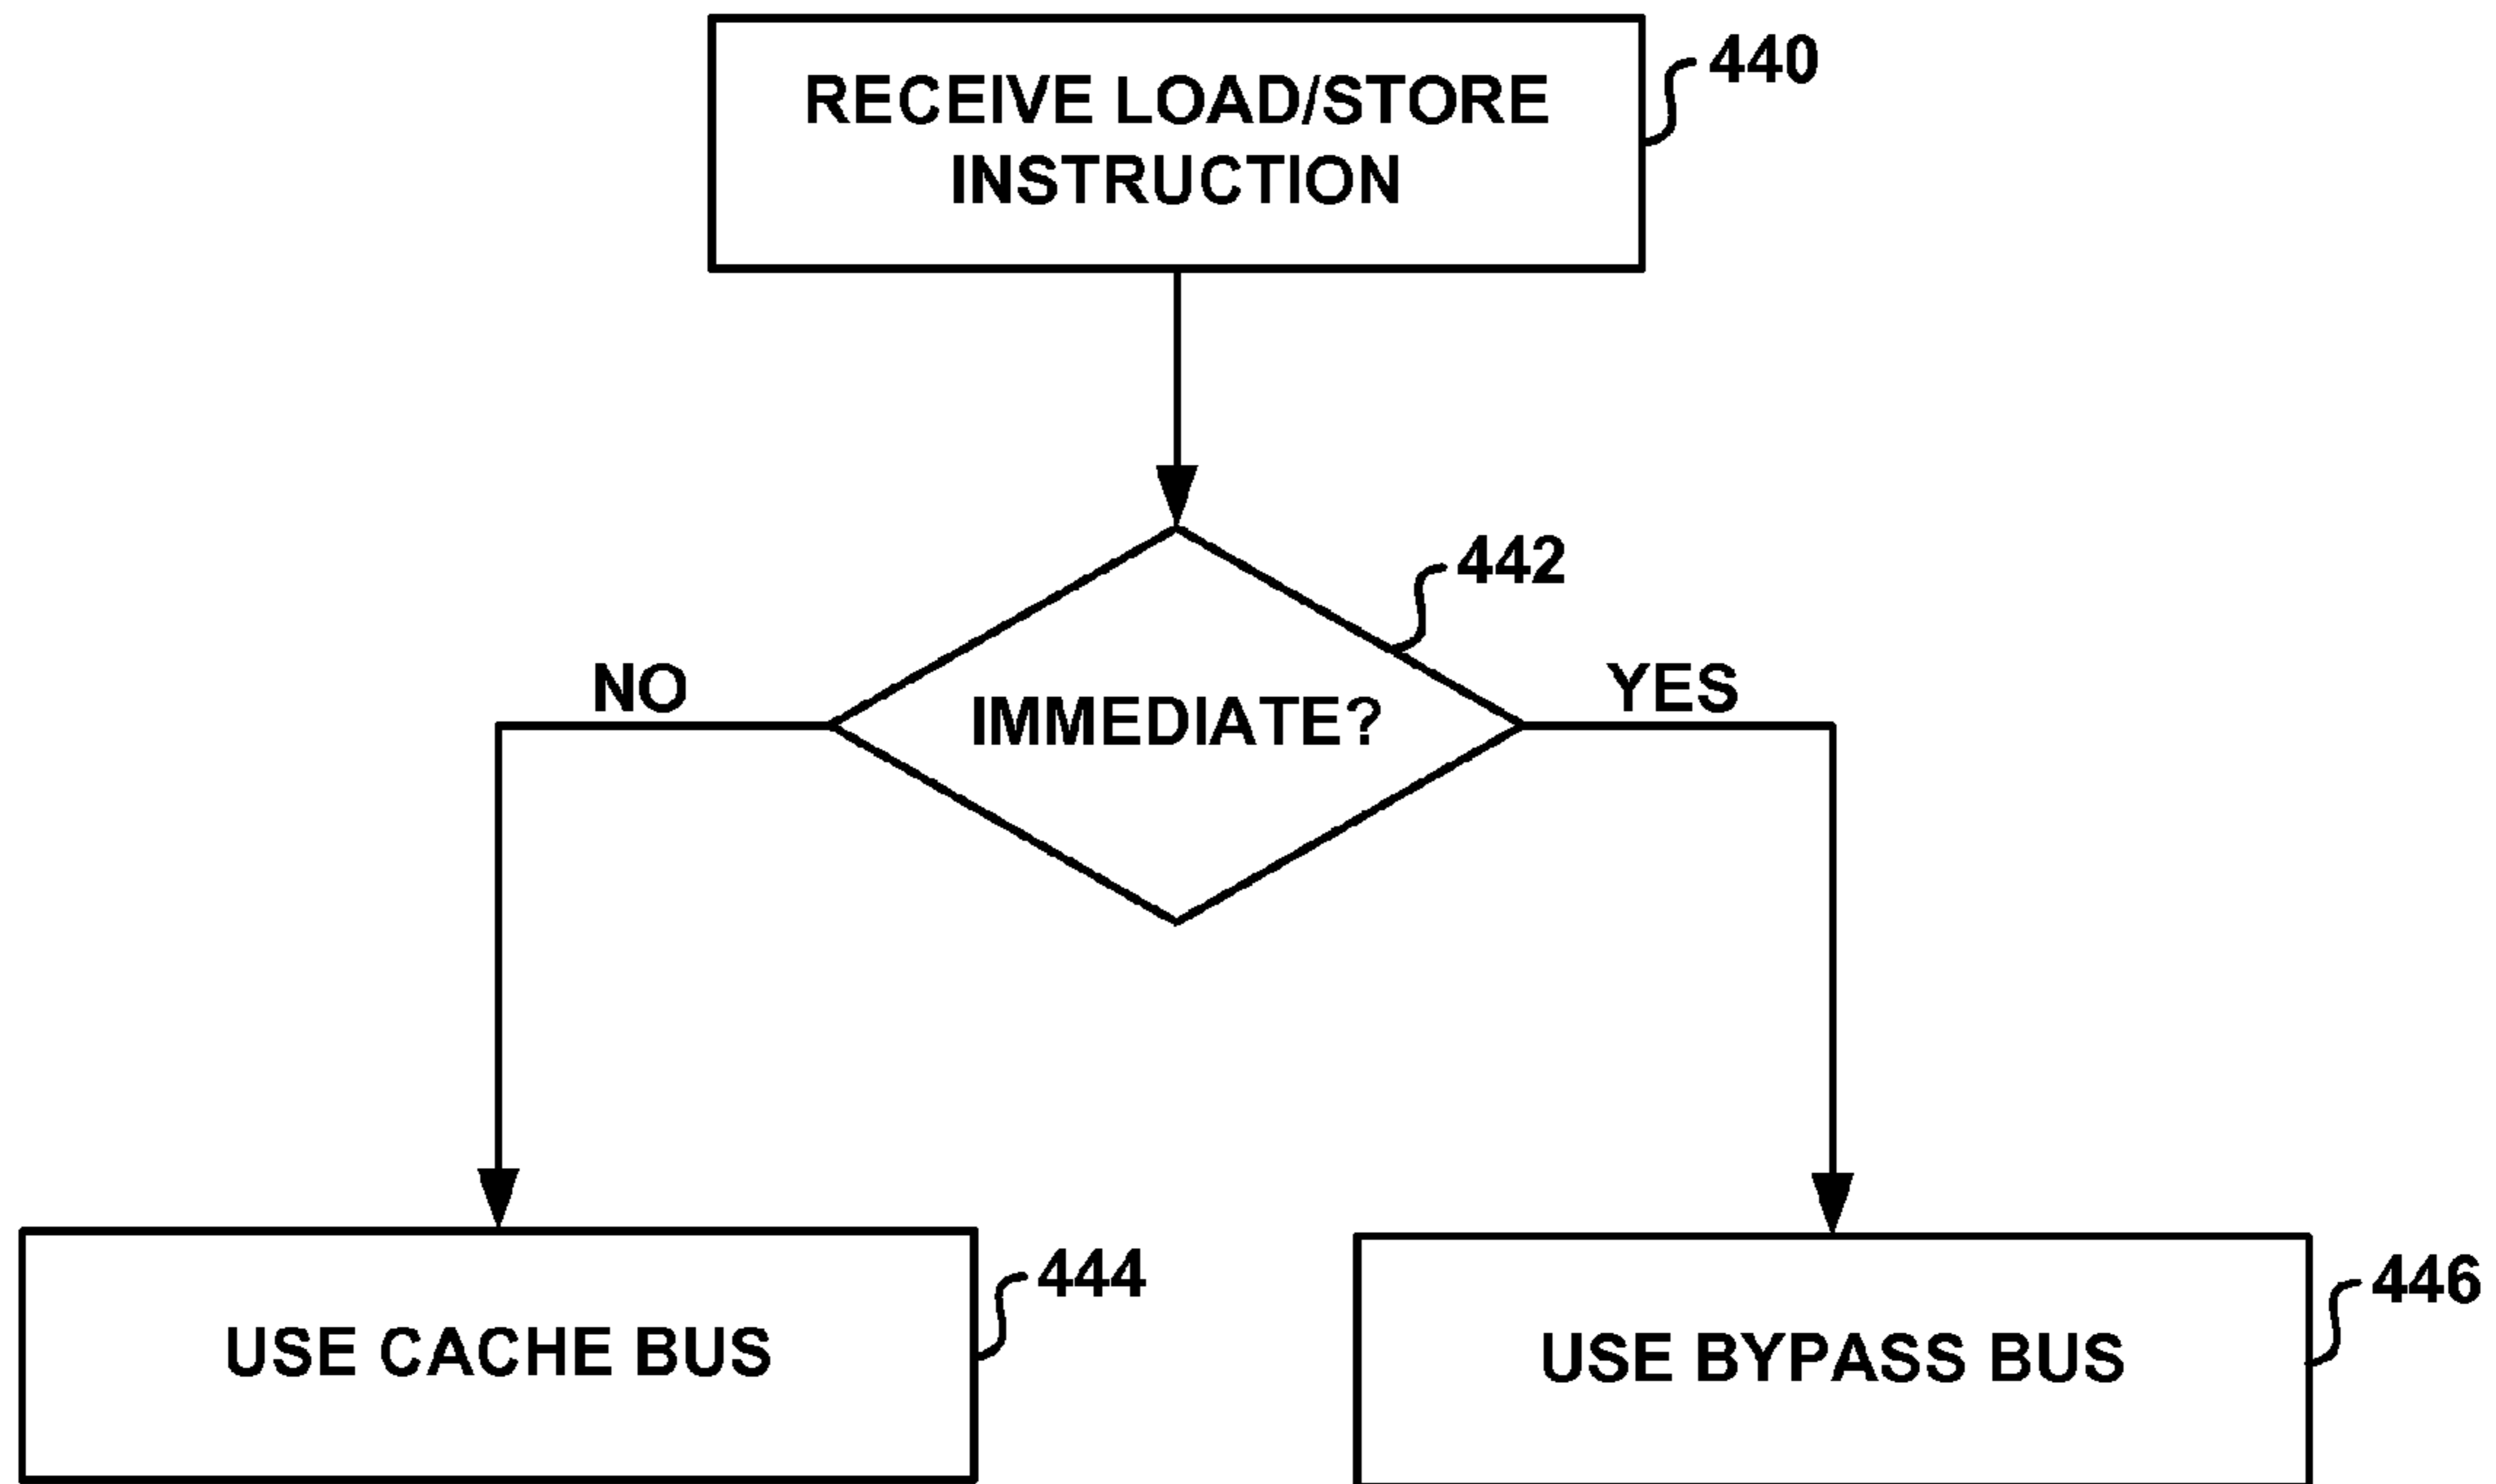 RECEIVE LOAD/STORE
INSTRUCTION
440
442
NO
IMMEDIATE?
YES
USE CACHE BUS
444
USE BYPASS BUS
446